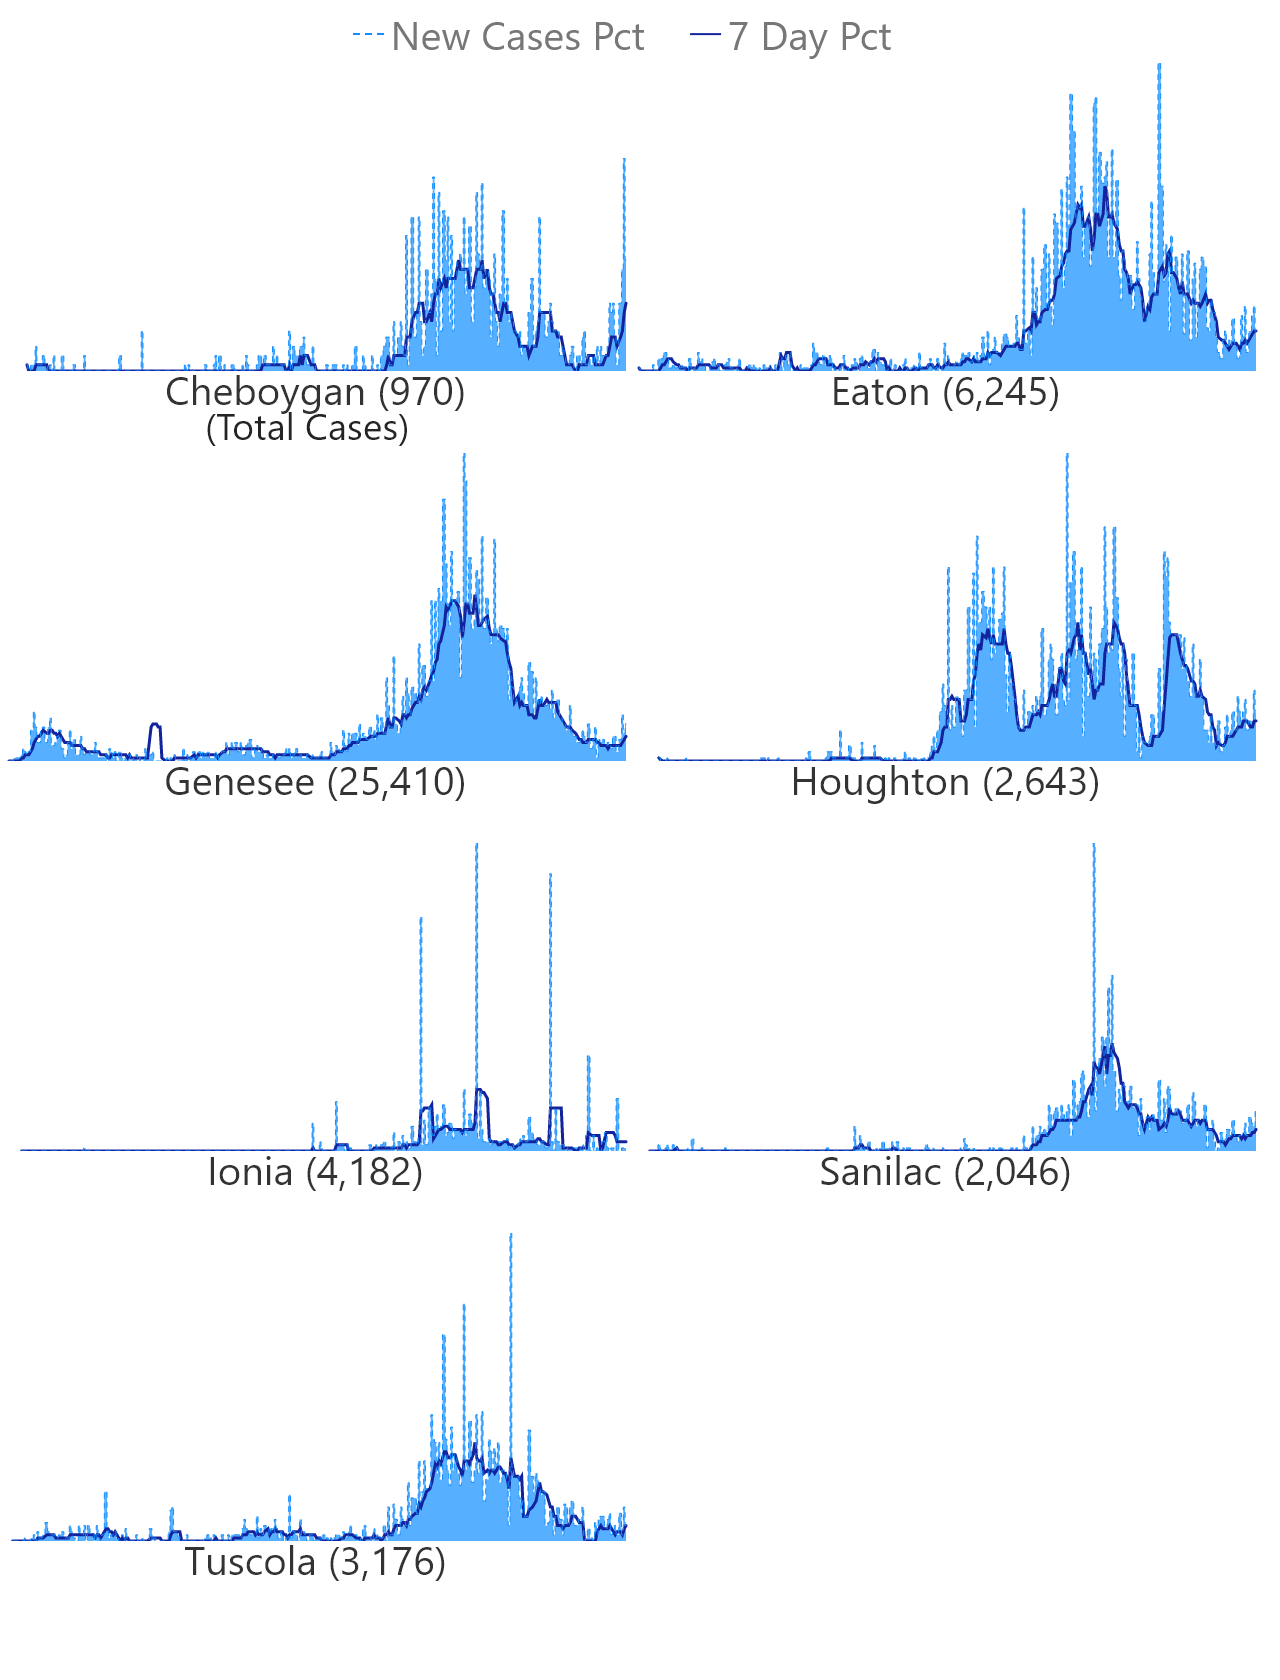 New Cases Pct 7 Day Pct
Cheboygan (970) Eaton (6,245)
(Total Cases)
Genesee (25,410) Houghton (2,643)
Ionia (4,182) Sanilac (2,046)
Tuscola (3,176)